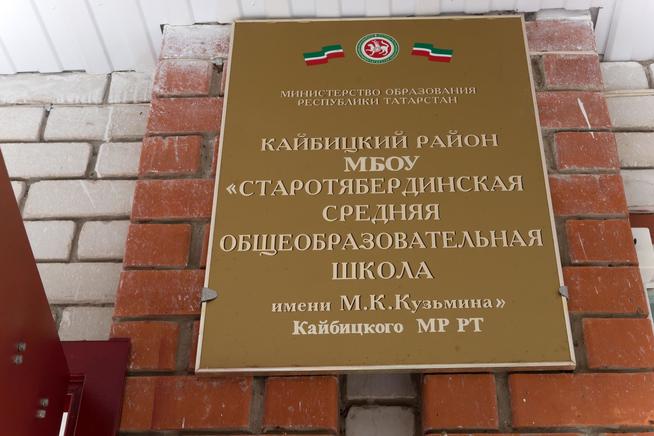 МИНИСТЕРСТВО ОБРАЗОВАНИЯ
РЕСПУБЛИКИ ТАТАРСТАН
КАЙБИЦКИЙ РАЙОН
МБОУ
«СТАРОТЯБЕРДИНСКАЯ
СРЕДНЯЯ
ОБЩЕОБРАЗОВАТЕЛЬНАЯ
ШКОЛА
имени М.К.Кузьмина»
Кайбицкого МР РТ